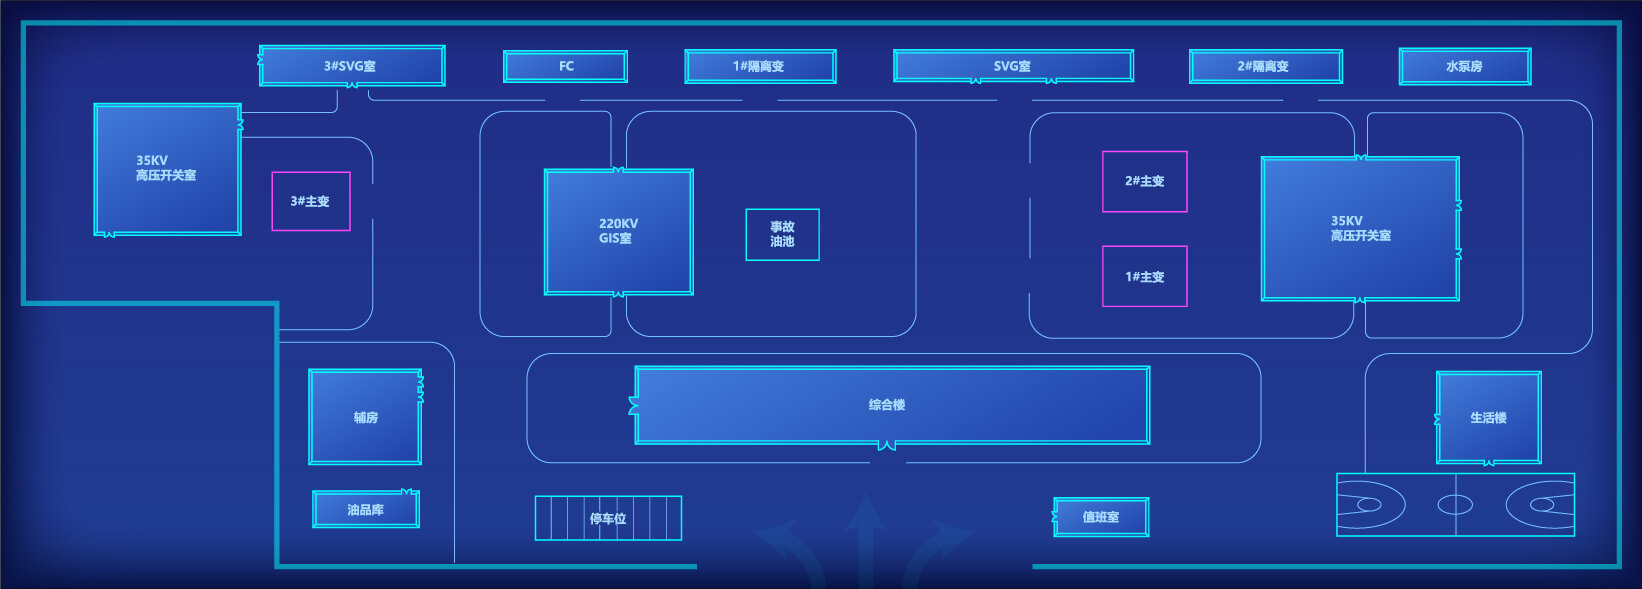 3#SVG室
FC
1#隔离变
SVG室
2#隔离变
水泵房
35KV
高压开关室
3#主变
220KV
GIS室
事故
油池
2#主变
1#主变
35KV
高压开关室
辅房
综合楼
生活楼
油品库
停车位
值班室